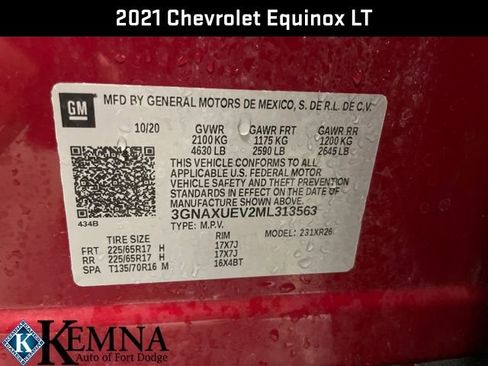 2021 Chevrolet Equinox LT
GM
MFD BY GENERAL MOTORS DE MEXICO, S. DE R.L. DE C.V.
10/20 GVWR GAWR FRT GAWR RR
2100 KG 1175 KG 1200 KG
4630 LB 2590 LB 2645 LB
THIS VEHICLE CONFORMS TO ALL
APPLICABLE U.S. FEDERAL MOTOR
VEHICLE SAFETY AND THEFT PREVENTION
STANDARDS IN EFFECT ON THE DATE OF
MANUFACTURE SHOWN ABOVE.
3GNAXUEV2ML313563
434B TYPE: M.P.V. MODEL: 231XR26
TIRE SIZE RIM
FRT 225/65R17 H 17X7J
RR 225/65R17 H 17X7J
SPA T135/70R16 M 16X4BT
KEMNA
Auto of Fort Dodge